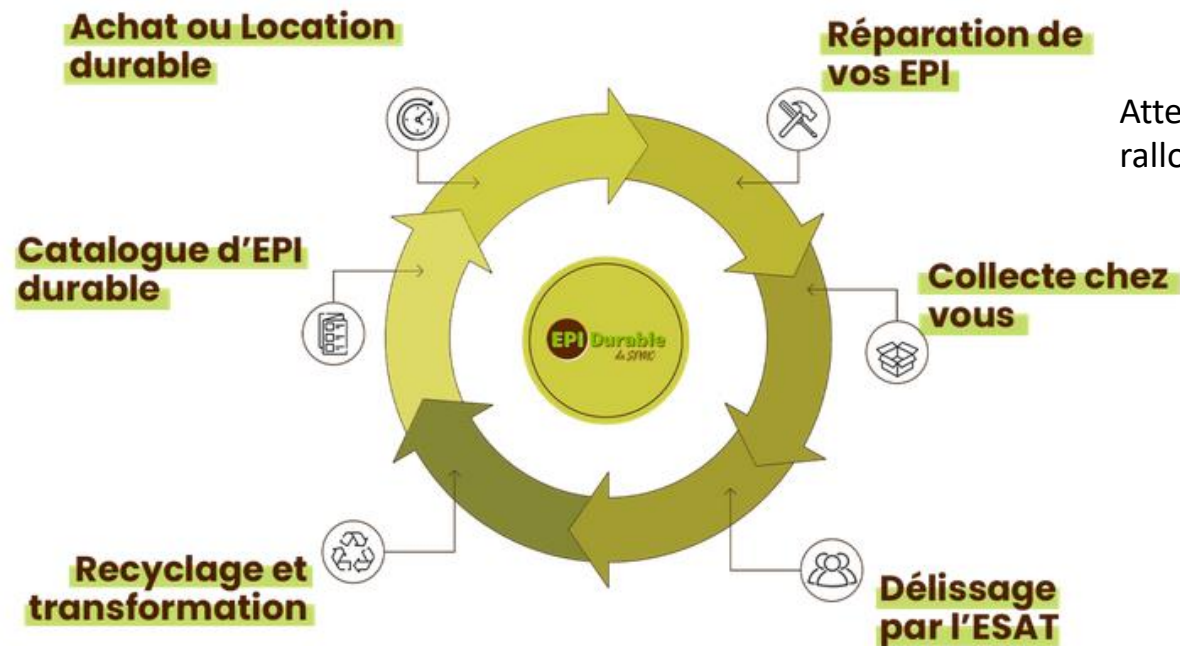 Achat ou Location
durable
Réparation de
vos EPI
Catalogue d'EPI
durable
EPI Durable
Collecte chez
vous
Recyclage et
transformation
Délissage
par l'ESAT